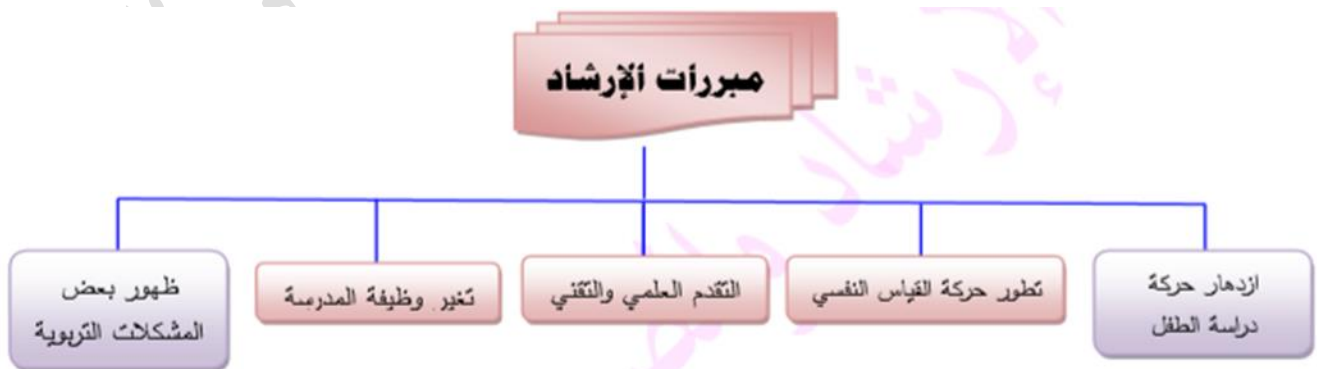 مبررات الإرشاد
ازدهار حركة
دراسة الطفل
تطور حركة القياس النفسي
التقدم العلمي والتقني
تغير وظيفة المدرسة
ظهور بعض
المشكلات التربوية